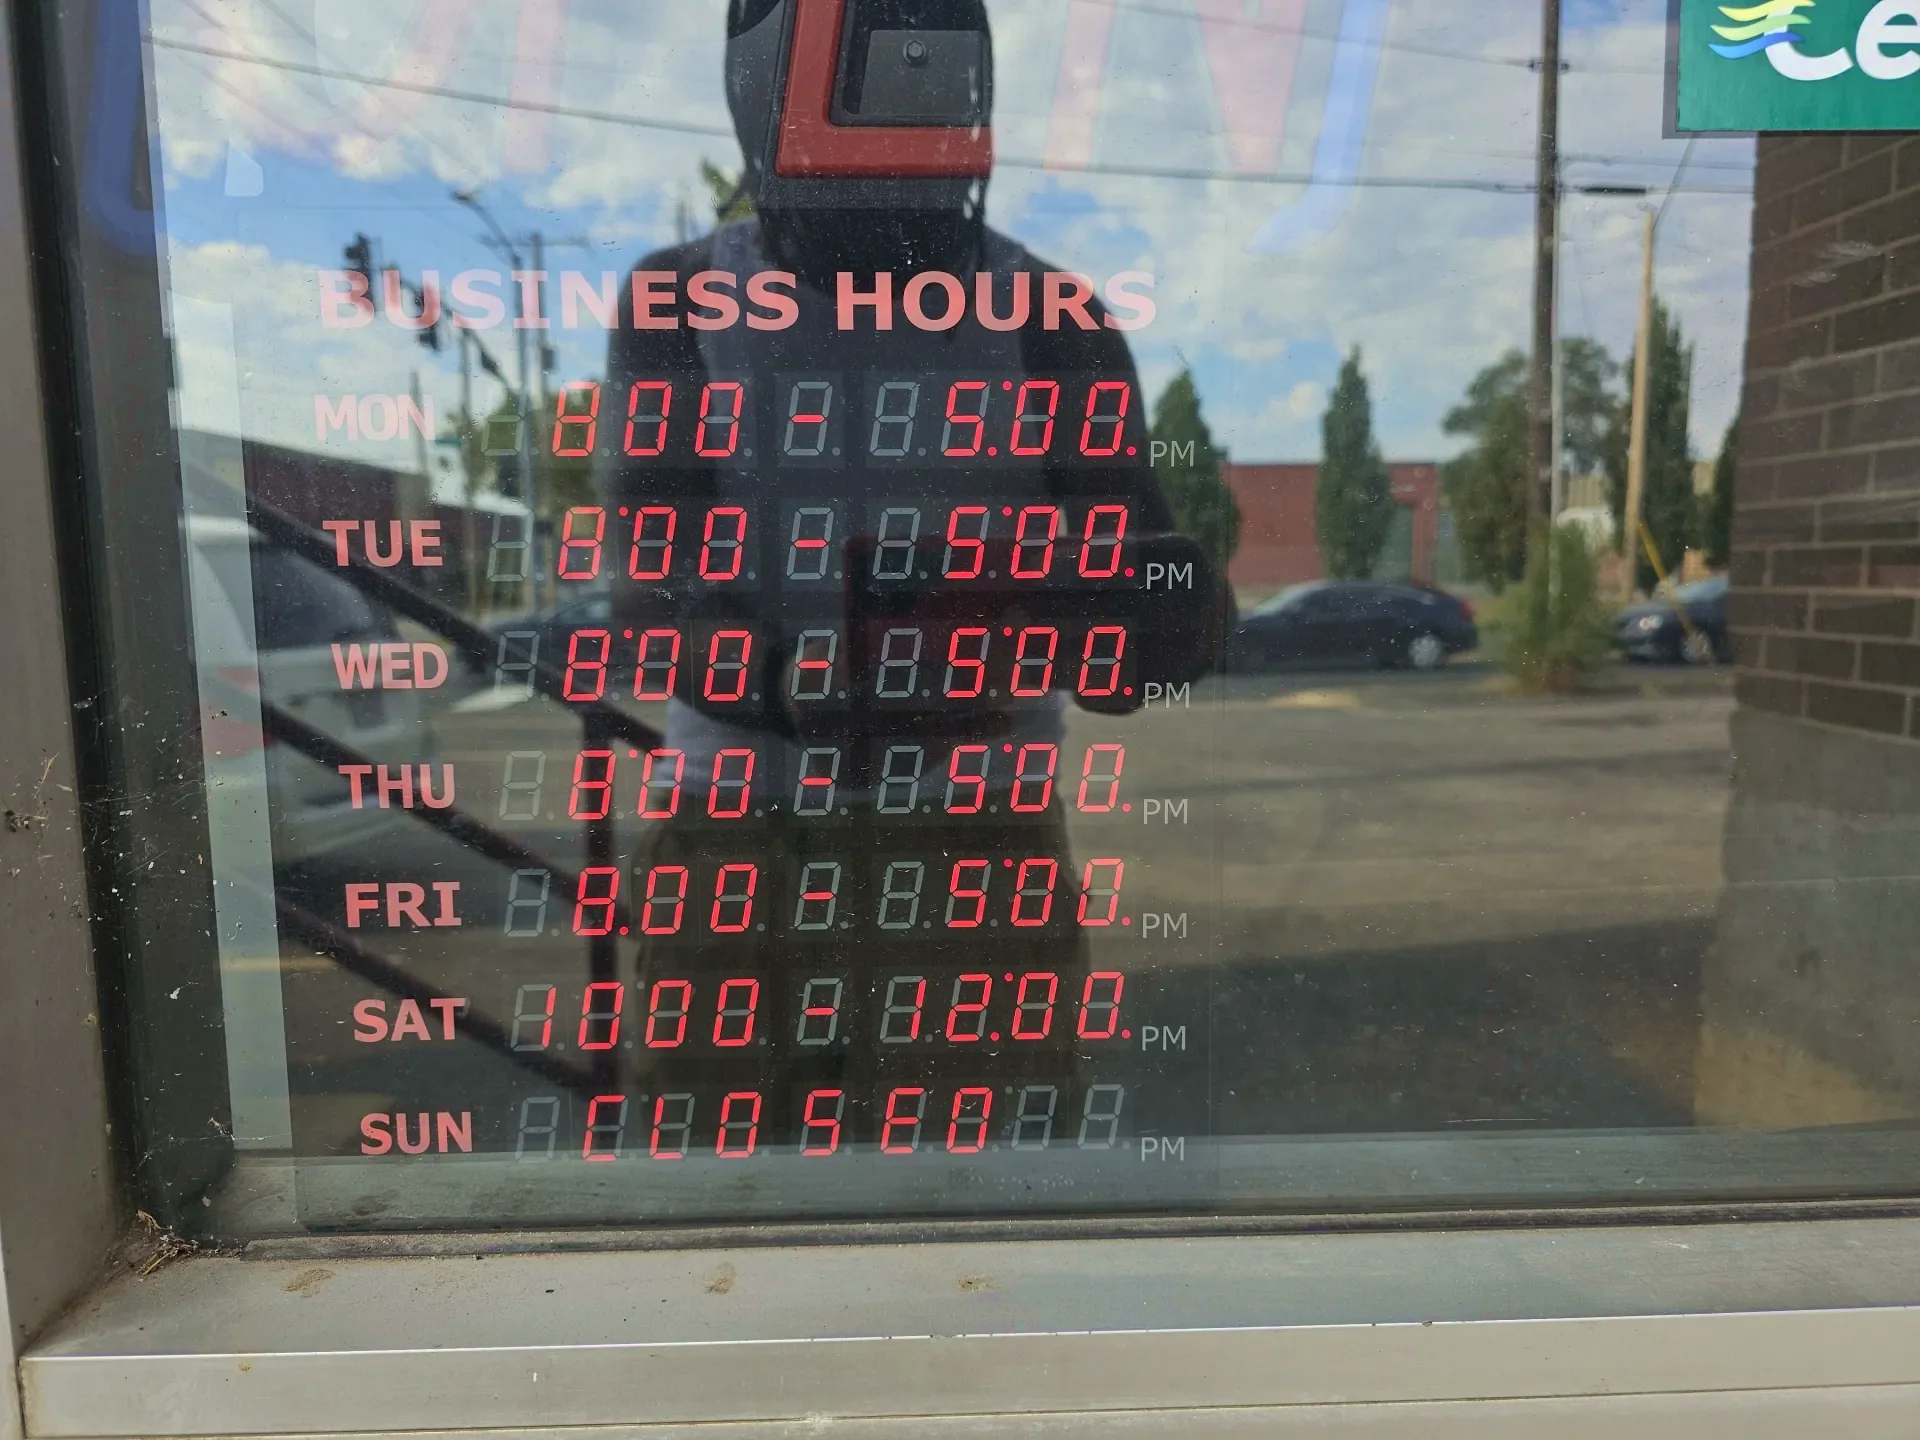 BUSINESS HOURS
MON 8:00 - 5:00 PM
TUE 8:00 - 5:00 PM
WED 8:00 - 5:00 PM
THU 8:00 - 5:00 PM
FRI 8:00 - 5:00 PM
SAT 10:00 - 12:00 PM
SUN CLOSED PM